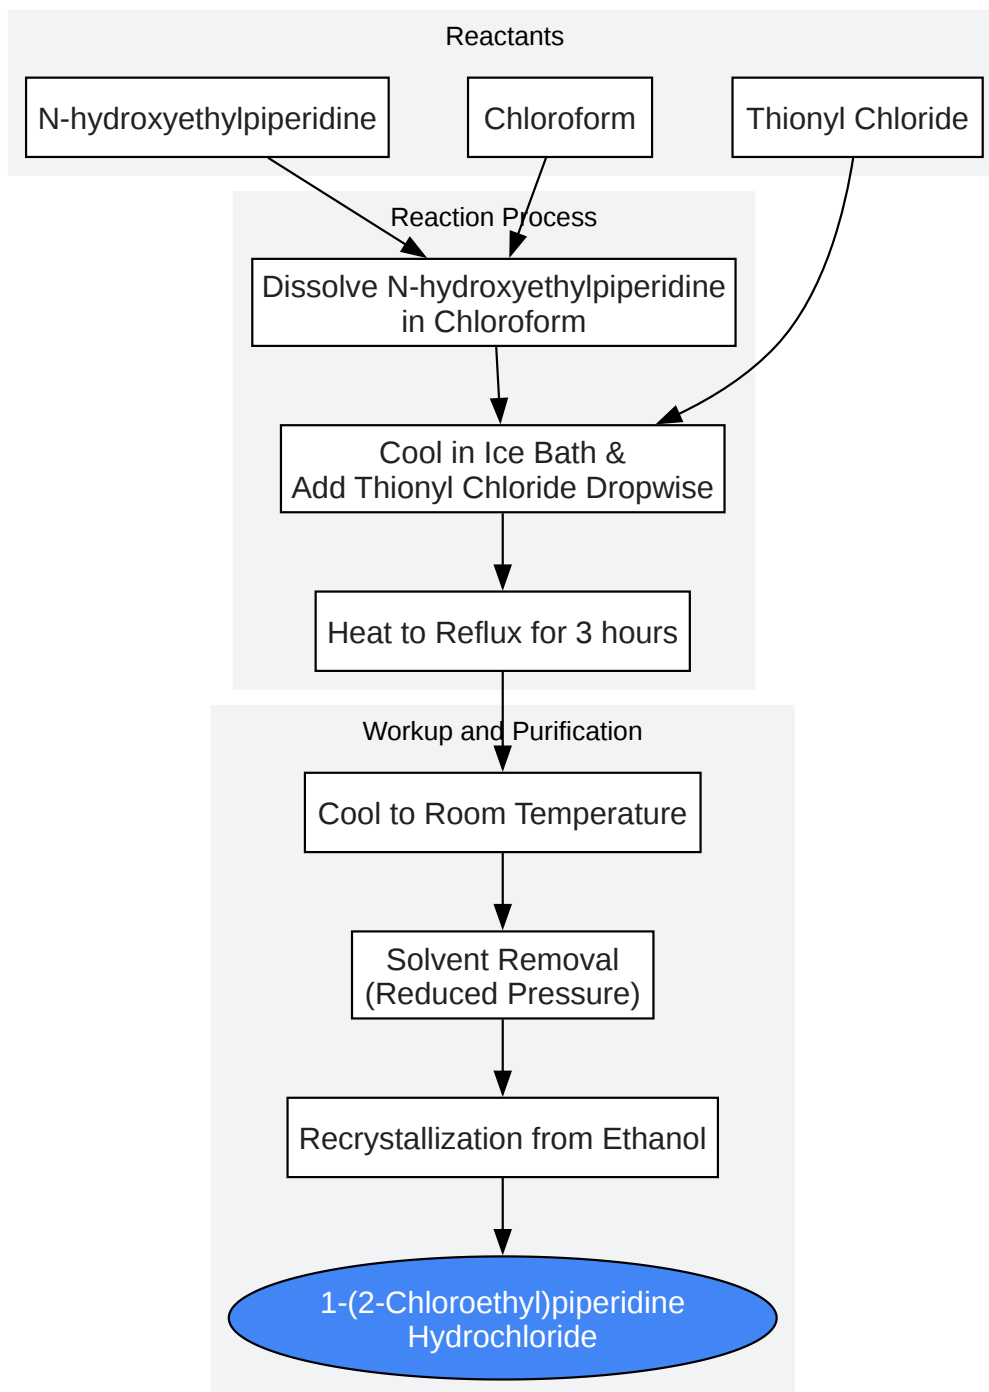 Reactants
N-hydroxyethylpiperidine
Chloroform
Thionyl Chloride
Reaction Process
Dissolve N-hydroxyethylpiperidine
in Chloroform
Cool in Ice Bath &
Add Thionyl Chloride Dropwise
Heat to Reflux for 3 hours
Workup and Purification
Cool to Room Temperature
Solvent Removal
(Reduced Pressure)
Recrystallization from Ethanol
1-(2-Chloroethyl)piperidine
Hydrochloride